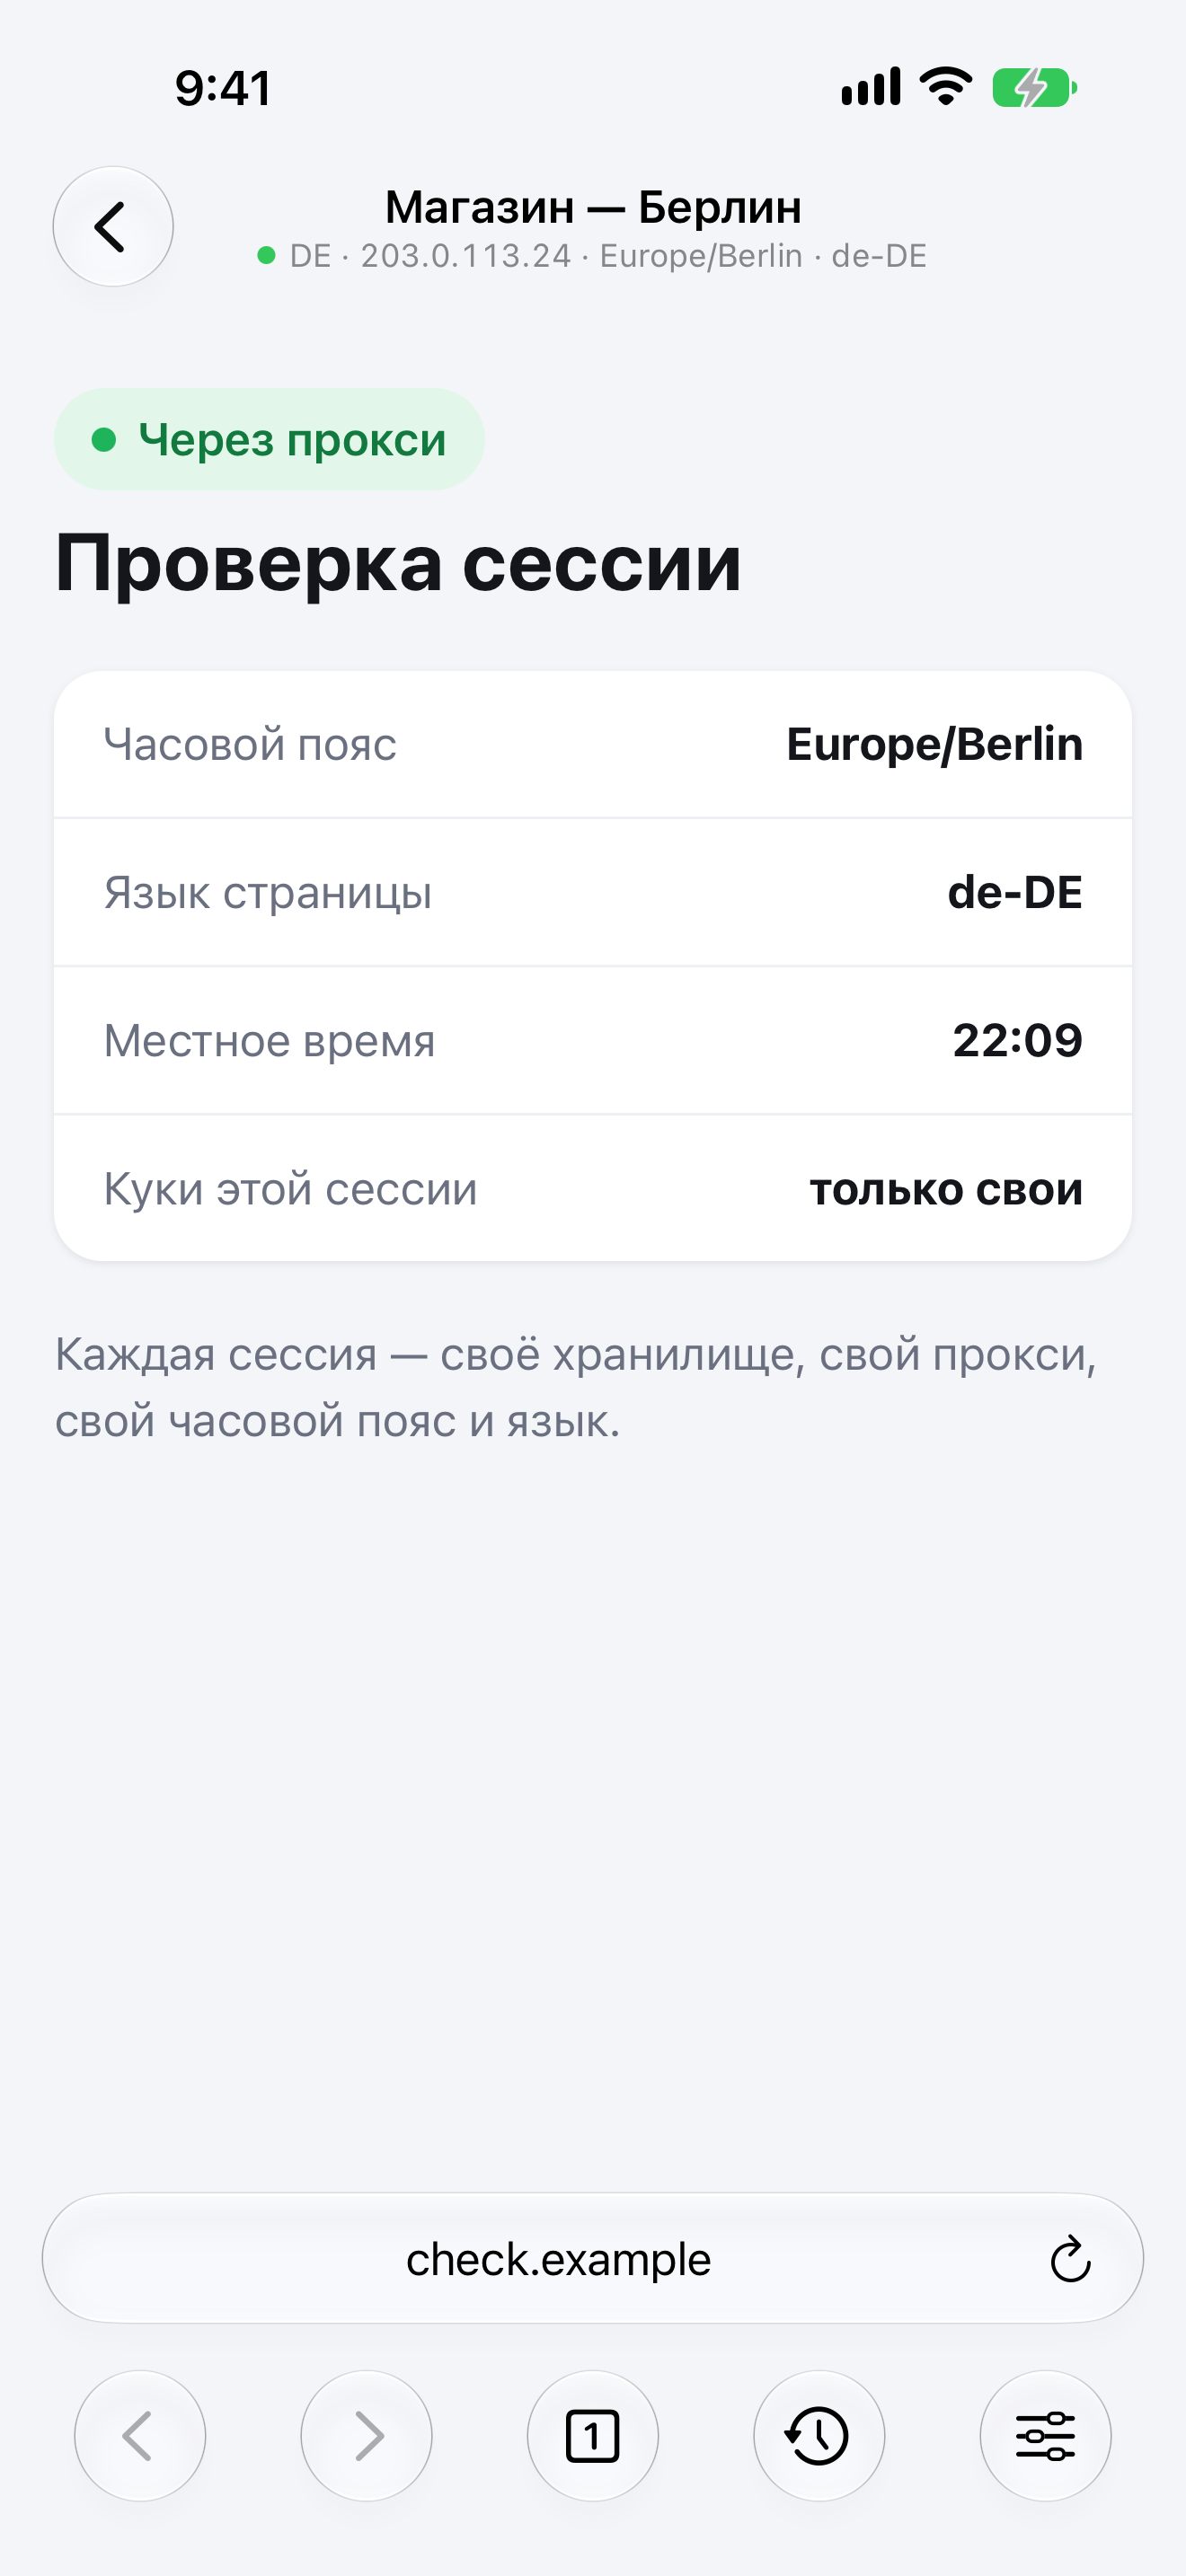 9:41
Магазин — Берлин
DE · 203.0.113.24 · Europe/Berlin · de-DE
Через прокси
Проверка сессии
Часовой пояс Europe/Berlin
Язык страницы de-DE
Местное время 22:09
Куки этой сессии только свои
Каждая сессия — своё хранилище, свой прокси,
свой часовой пояс и язык.
check.example
1